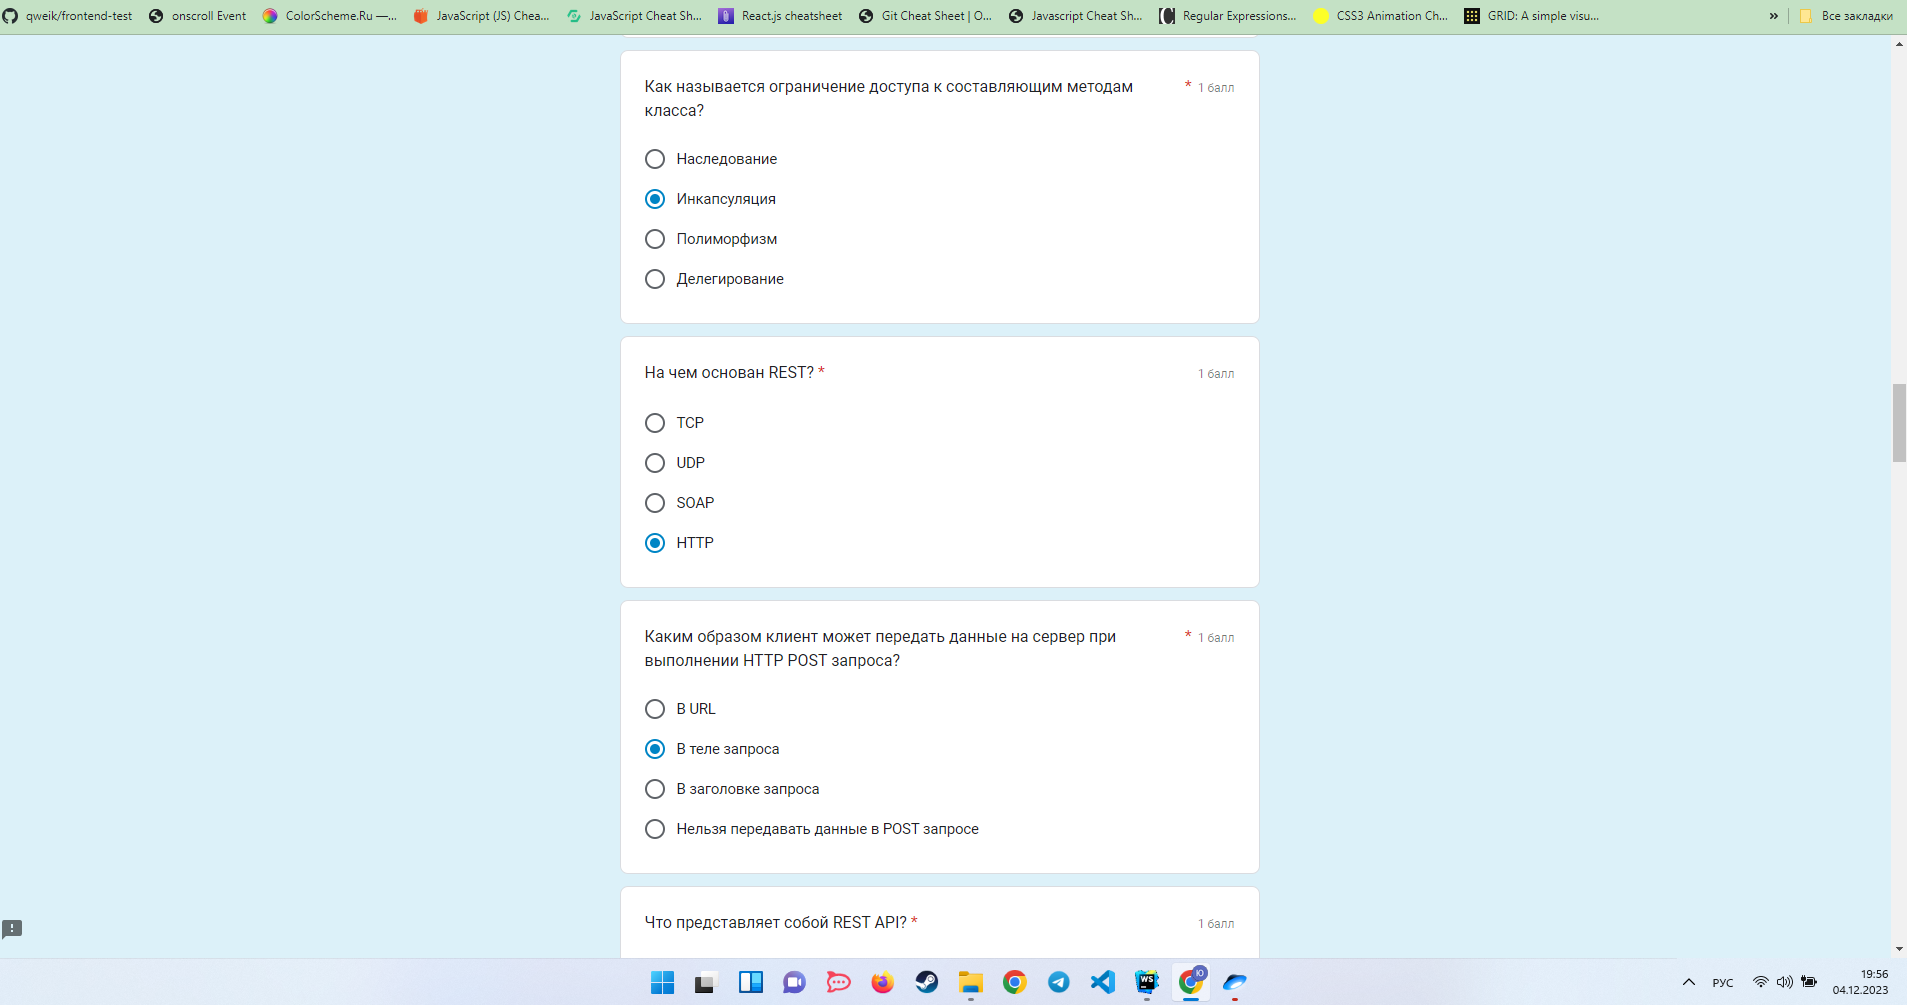 qweik/frontend-test onscroll Event ColorScheme.Ru —... JavaScript (JS) Chea... JavaScript Cheat Sh... React.js cheatsheet Git Cheat Sheet | O... Javascript Cheat Sh... Regular Expressions... CSS3 Animation Ch... GRID: A simple visu... » Все закладки
Как называется ограничение доступа к составляющим методам * 1 балл
класса?
Наследование
Инкапсуляция
Полиморфизм
Делегирование
На чем основан REST? * 1 балл
TCP
UDP
SOAP
HTTP
Каким образом клиент может передать данные на сервер при * 1 балл
выполнении HTTP POST запроса?
В URL
В теле запроса
В заголовке запроса
Нельзя передавать данные в POST запросе
Что представляет собой REST API? * 1 балл
WS
Ю
РУС
19:56
04.12.2023